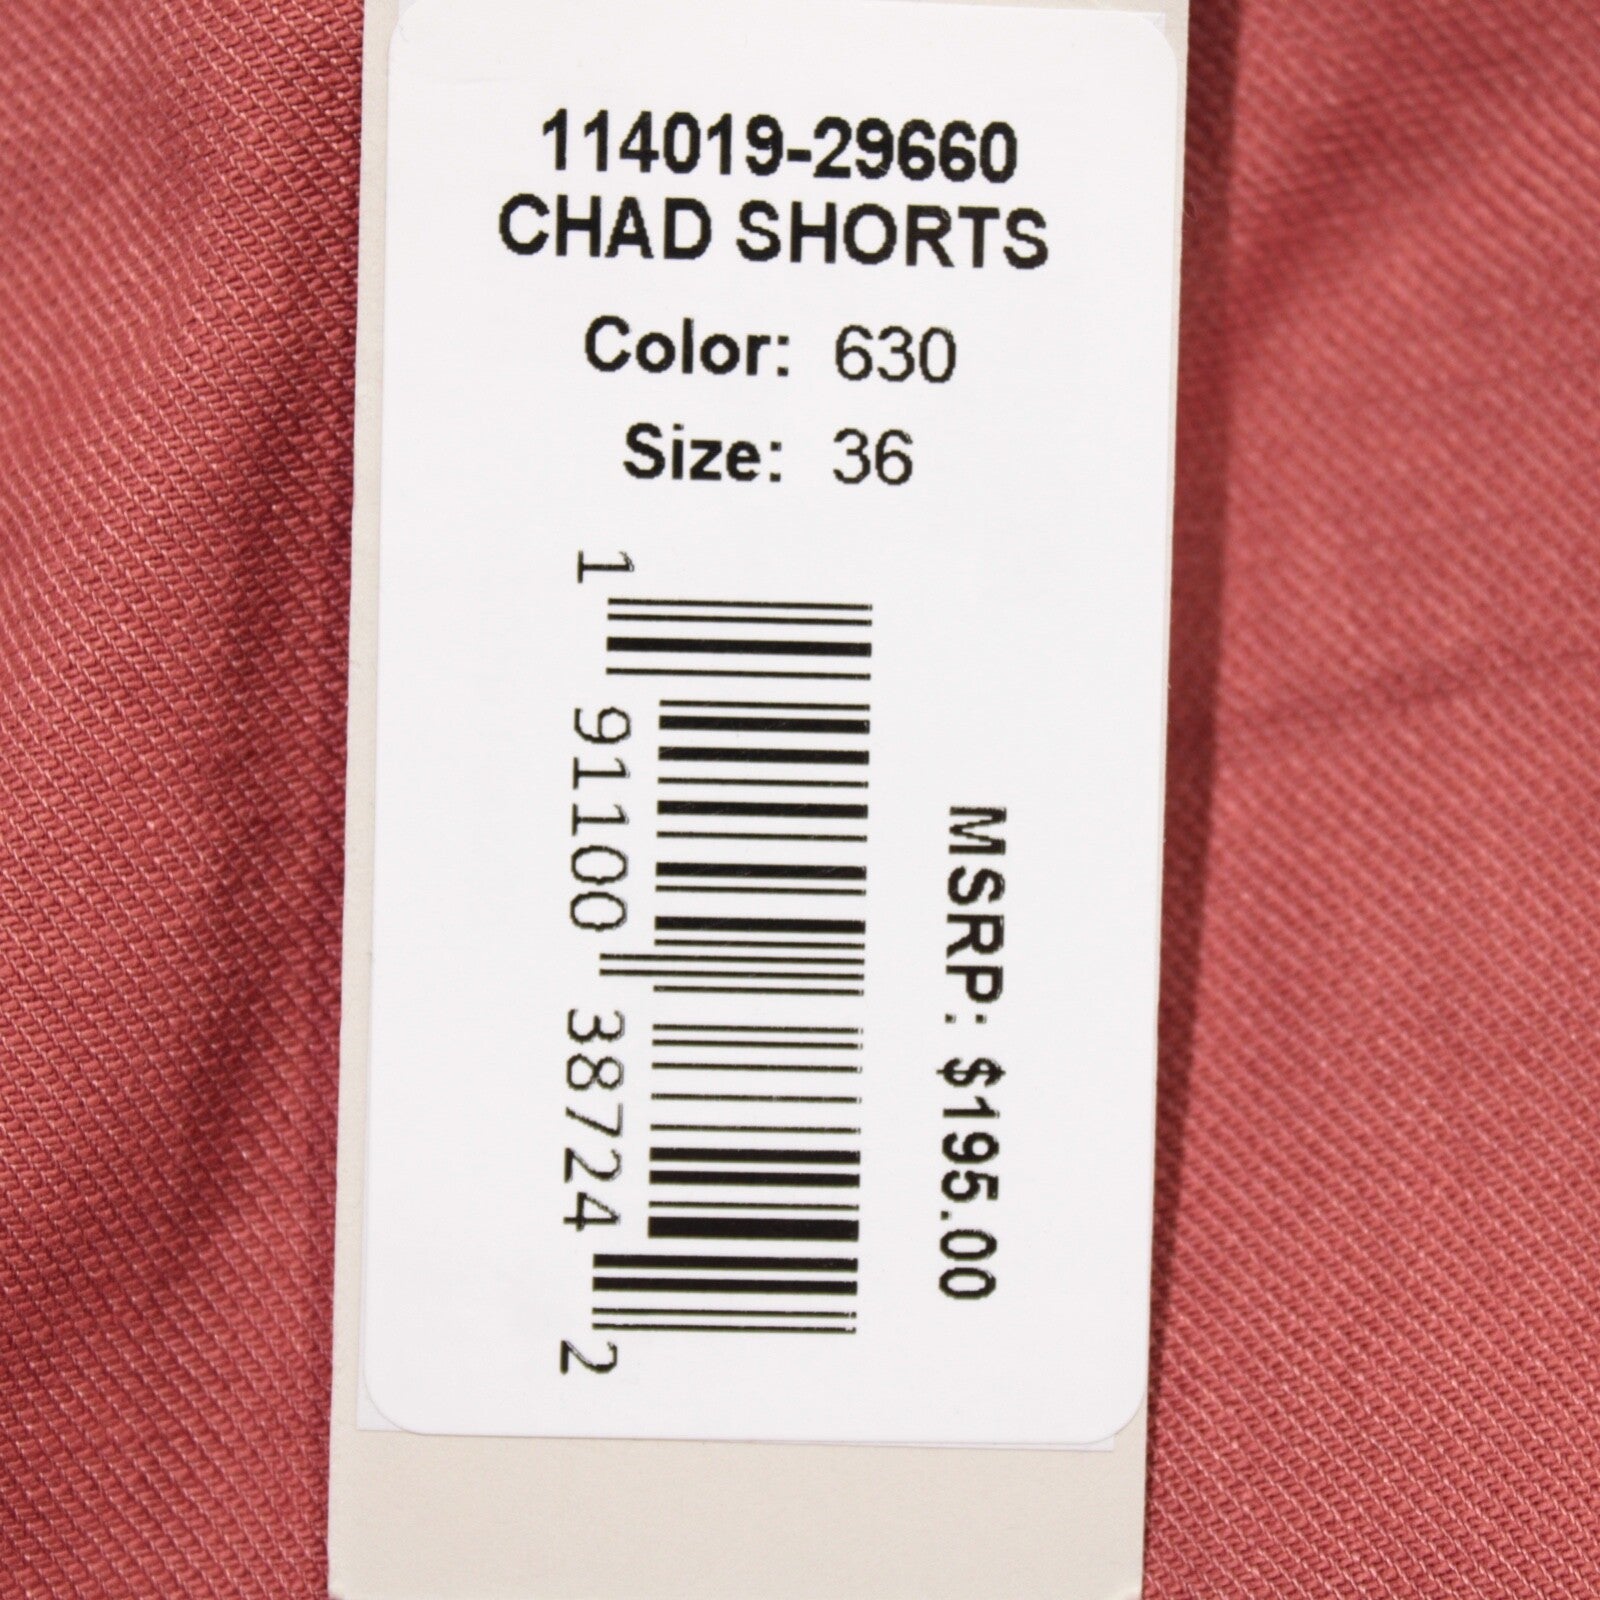 114019-29660
CHAD SHORTS
Color: 630
Size: 36
1 91100 38724 2
MSRP: $195.00